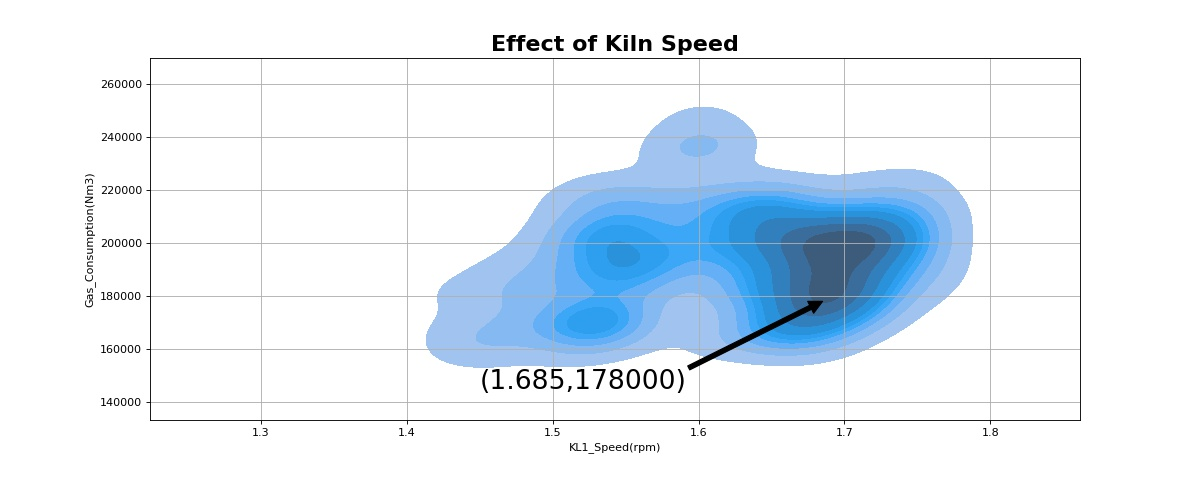 Effect of Kiln Speed
260000
240000
220000
200000
180000
160000
140000
Gas_Consumption(Nm3)
(1.685,178000)
1.3 1.4 1.5 1.6 1.7 1.8
KL1_Speed(rpm)